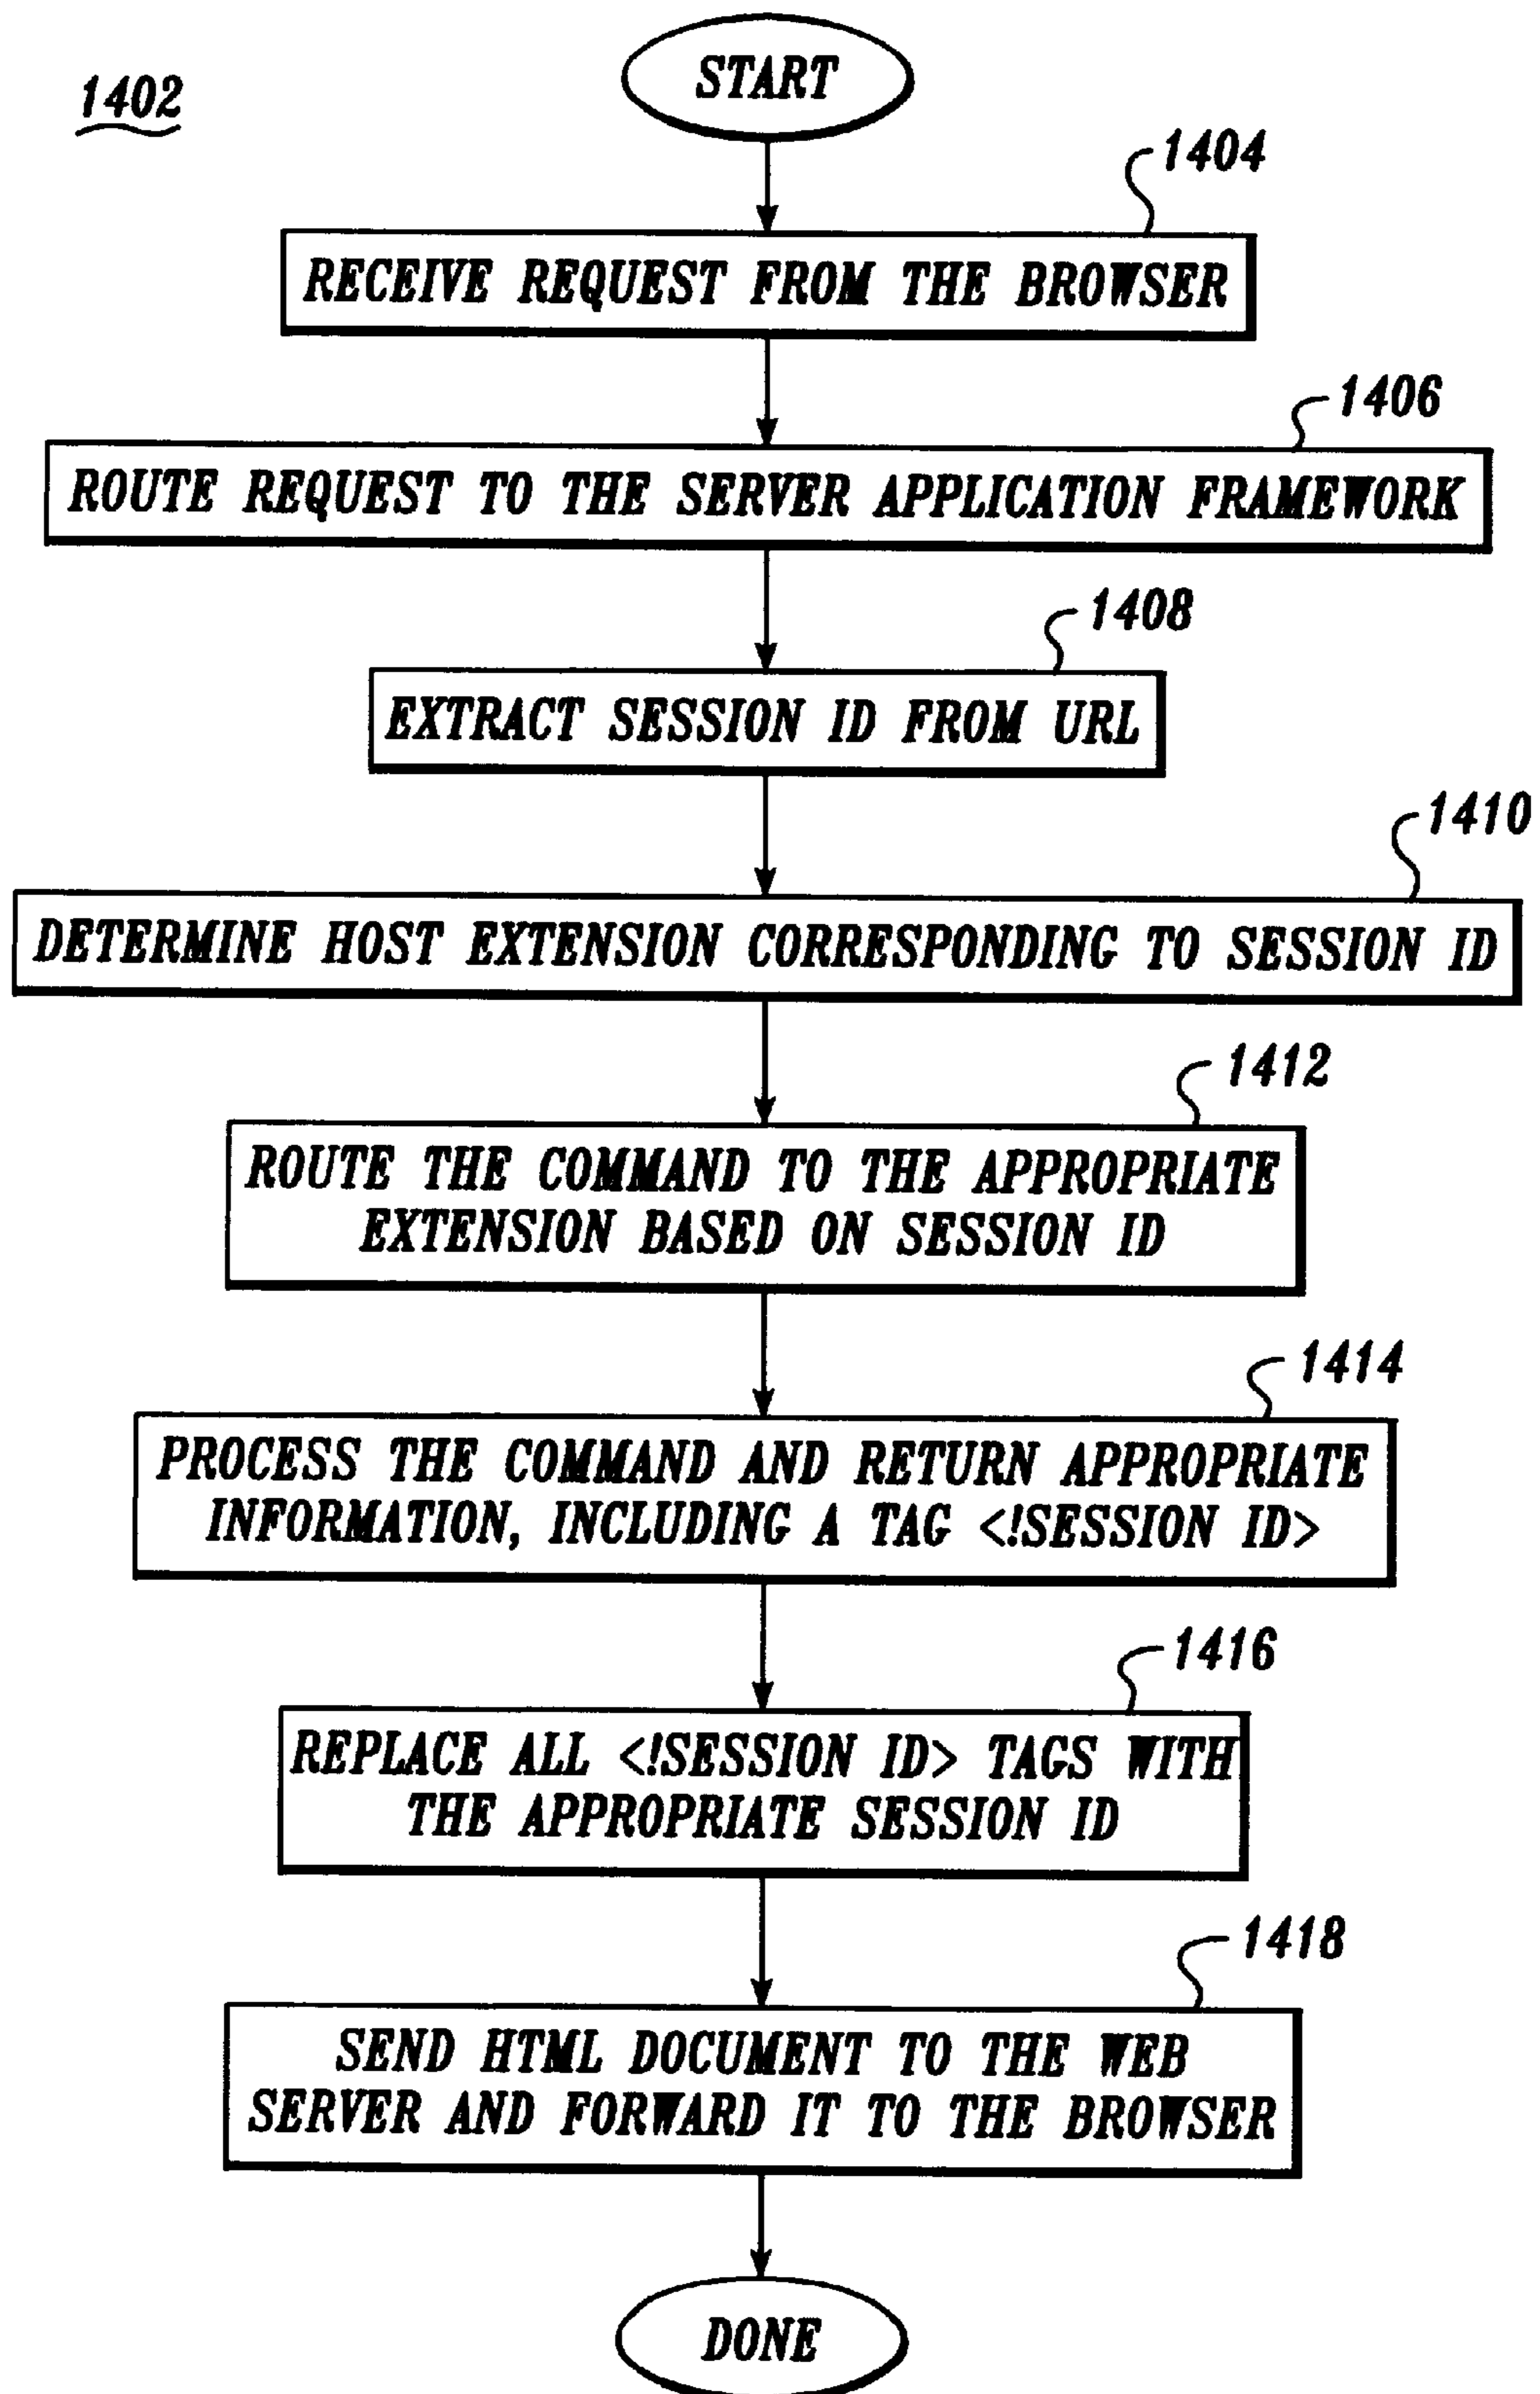 1402
START
1404
RECEIVE REQUEST FROM THE BROWSER
1406
ROUTE REQUEST TO THE SERVER APPLICATION FRAMEWORK
1408
EXTRACT SESSION ID FROM URL
1410
DETERMINE HOST EXTENSION CORRESPONDING TO SESSION ID
1412
ROUTE THE COMMAND TO THE APPROPRIATE
EXTENSION BASED ON SESSION ID
1414
PROCESS THE COMMAND AND RETURN APPROPRIATE
INFORMATION, INCLUDING A TAG <!SESSION ID>
1416
REPLACE ALL <!SESSION ID> TAGS WITH
THE APPROPRIATE SESSION ID
1418
SEND HTML DOCUMENT TO THE WEB
SERVER AND FORWARD IT TO THE BROWSER
DONE